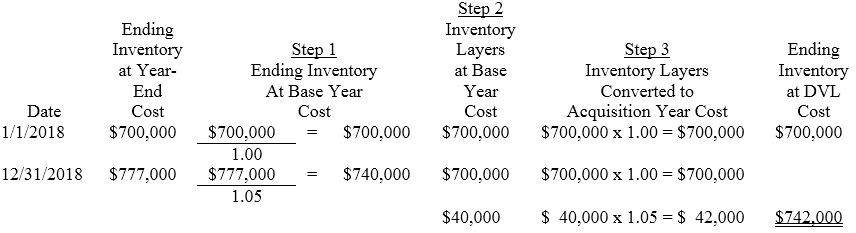 Step 2
Ending Inventory
Inventory Step 1 Layers Step 3 Ending
at Year- Ending Inventory at Base Inventory Layers Inventory
End At Base Year Year Converted to at DVL
Date Cost Cost Cost Acquisition Year Cost Cost
1/1/2018 $700,000 $700,000 = $700,000 $700,000 $700,000 x 1.00 = $700,000 $700,000
1.00
12/31/2018 $777,000 $777,000 = $740,000 $700,000 $700,000 x 1.00 = $700,000
1.05
$40,000 $ 40,000 x 1.05 = $ 42,000 $742,000